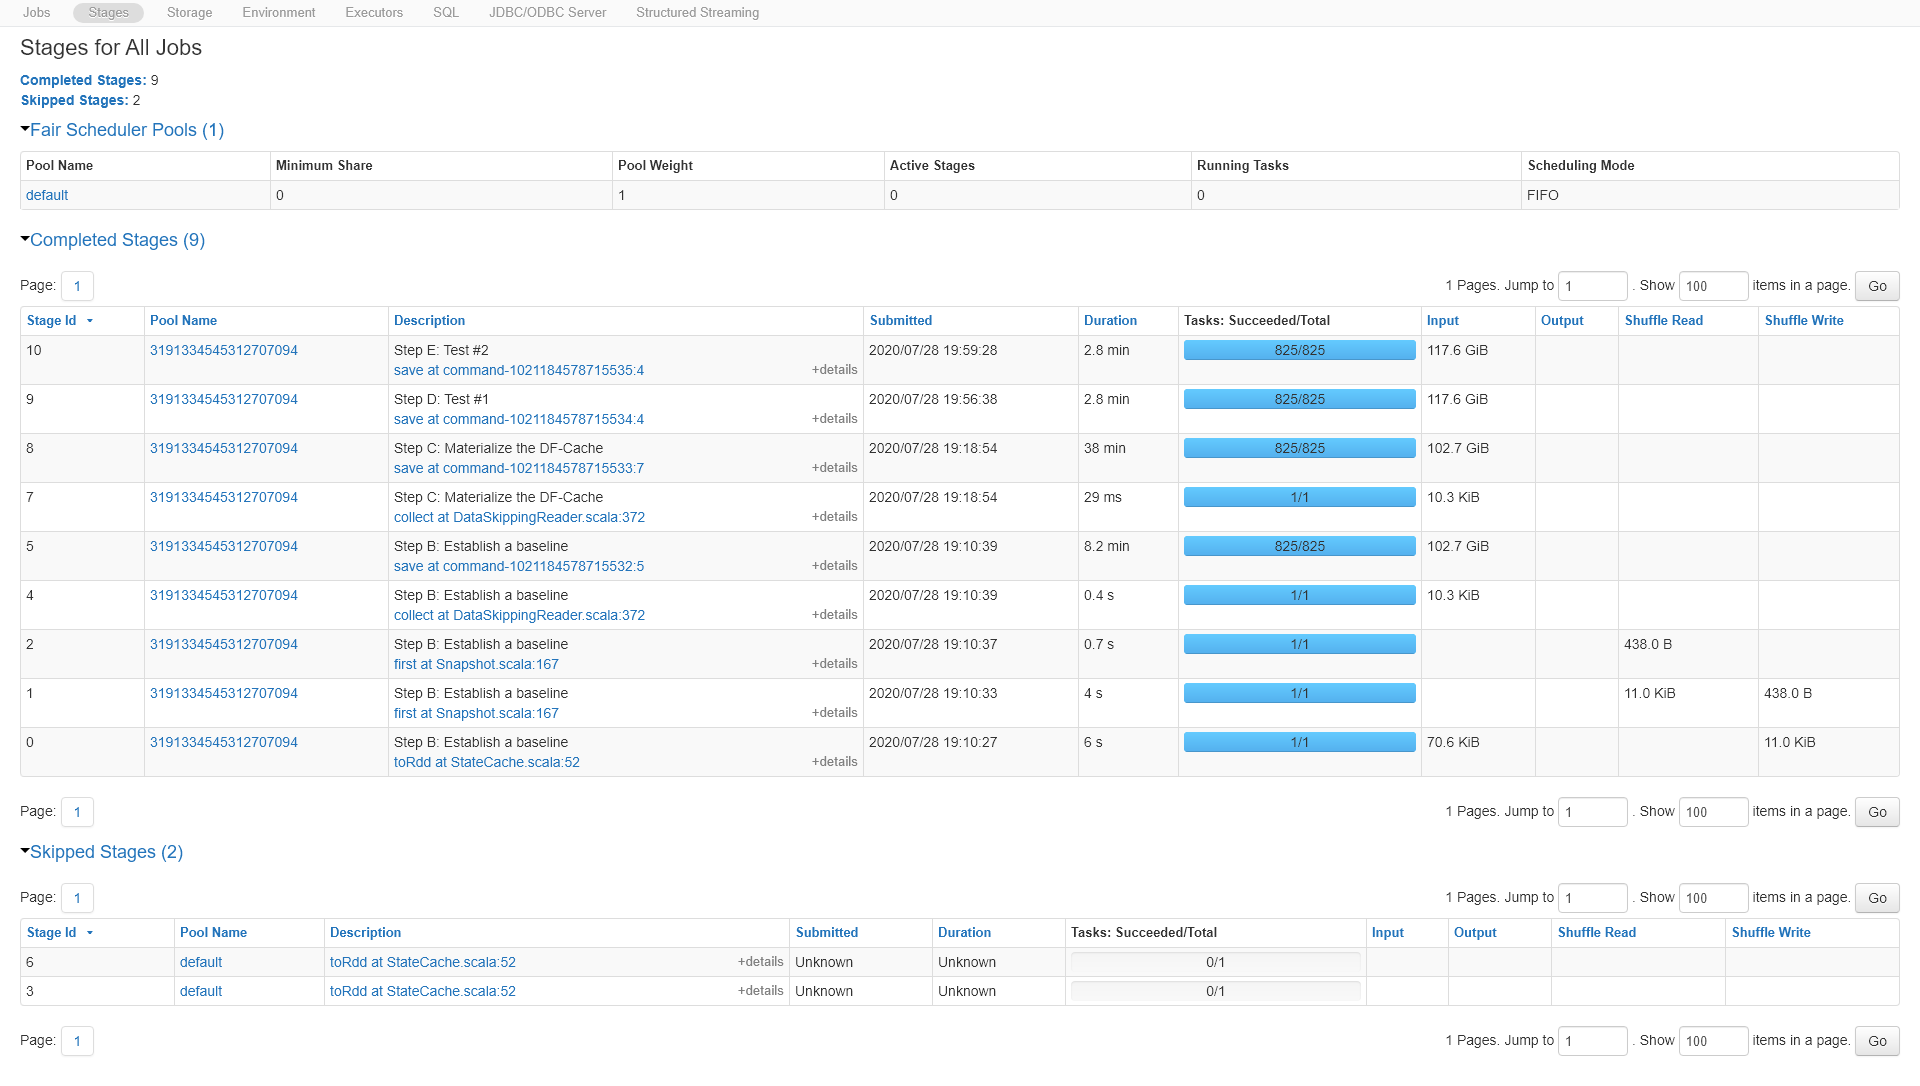 Jobs Stages Storage Environment Executors SQL JDBC/ODBC Server Structured Streaming
Stages for All Jobs
Completed Stages: 9
Skipped Stages: 2
Fair Scheduler Pools (1)
Pool Name Minimum Share Pool Weight Active Stages Running Tasks Scheduling Mode
default 0 1 0 0 FIFO
Completed Stages (9)
Page: 1 1 Pages. Jump to 1 . Show 100 items in a page. Go
Stage Id Pool Name Description Submitted Duration Tasks: Succeeded/Total Input Output Shuffle Read Shuffle Write
10 3191334545312707094 Step E: Test #2 2020/07/28 19:59:28 2.8 min 825/825 117.6 GiB
save at command-1021184578715535:4 +details
9 3191334545312707094 Step D: Test #1 2020/07/28 19:56:38 2.8 min 825/825 117.6 GiB
save at command-1021184578715534:4 +details
8 3191334545312707094 Step C: Materialize the DF-Cache 2020/07/28 19:18:54 38 min 825/825 102.7 GiB
save at command-1021184578715533:7 +details
7 3191334545312707094 Step C: Materialize the DF-Cache 2020/07/28 19:18:54 29 ms 1/1 10.3 KiB
collect at DataSkippingReader.scala:372 +details
5 3191334545312707094 Step B: Establish a baseline 2020/07/28 19:10:39 8.2 min 825/825 102.7 GiB
save at command-1021184578715532:5 +details
4 3191334545312707094 Step B: Establish a baseline 2020/07/28 19:10:39 0.4 s 1/1 10.3 KiB
collect at DataSkippingReader.scala:372 +details
2 3191334545312707094 Step B: Establish a baseline 2020/07/28 19:10:37 0.7 s 1/1 438.0 B
first at Snapshot.scala:167 +details
1 3191334545312707094 Step B: Establish a baseline 2020/07/28 19:10:33 4 s 1/1 11.0 KiB 438.0 B
first at Snapshot.scala:167 +details
0 3191334545312707094 Step B: Establish a baseline 2020/07/28 19:10:27 6 s 1/1 70.6 KiB 11.0 KiB
toRdd at StateCache.scala:52 +details
Page: 1 1 Pages. Jump to 1 . Show 100 items in a page. Go
Skipped Stages (2)
Page: 1 1 Pages. Jump to 1 . Show 100 items in a page. Go
Stage Id Pool Name Description Submitted Duration Tasks: Succeeded/Total Input Output Shuffle Read Shuffle Write
6 default toRdd at StateCache.scala:52 +details Unknown Unknown 0/1
3 default toRdd at StateCache.scala:52 +details Unknown Unknown 0/1
Page: 1 1 Pages. Jump to 1 . Show 100 items in a page. Go